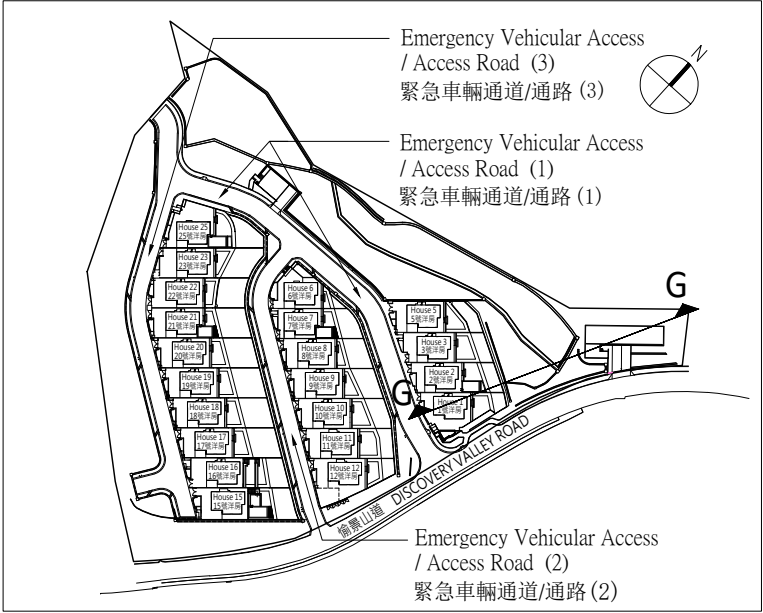 Emergency Vehicular Access
/ Access Road (3)
緊急車輛通道/通路 (3)
N
Emergency Vehicular Access
/ Access Road (1)
緊急車輛通道/通路 (1)
House 25
25號洋房
House 23
23號洋房
House 22
22號洋房
House 21
21號洋房
House 20
20號洋房
House 19
19號洋房
House 18
18號洋房
House 17
17號洋房
House 16
16號洋房
House 15
15號洋房
House 6
6號洋房
House 7
7號洋房
House 8
8號洋房
House 9
9號洋房
House 10
10號洋房
House 11
11號洋房
House 12
12號洋房
House 5
5號洋房
House 3
3號洋房
House 2
2號洋房
House 1
1號洋房
G
G
愉景山道 DISCOVERY VALLEY ROAD
Emergency Vehicular Access
/ Access Road (2)
緊急車輛通道/通路 (2)